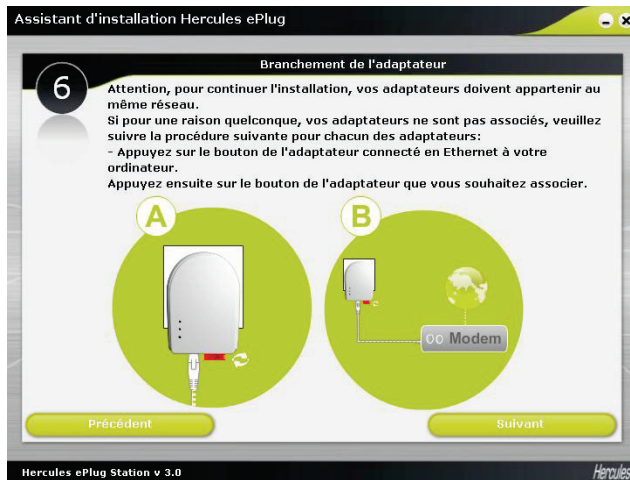 Assistant d'installation Hercules ePlug
Branchement de l'adaptateur
6
Attention, pour continuer l'installation, vos adaptateurs doivent appartenir au
même réseau.
Si pour une raison quelconque, vos adaptateurs ne sont pas associés, veuillez
suivre la procédure suivante pour chacun des adaptateurs:
- Appuyez sur le bouton de l'adaptateur connecté en Ethernet à votre
ordinateur.
Appuyez ensuite sur le bouton de l'adaptateur que vous souhaitez associer.
A
B
Modem
Précédent
Suivant
Hercules ePlug Station v 3.0
Hercules